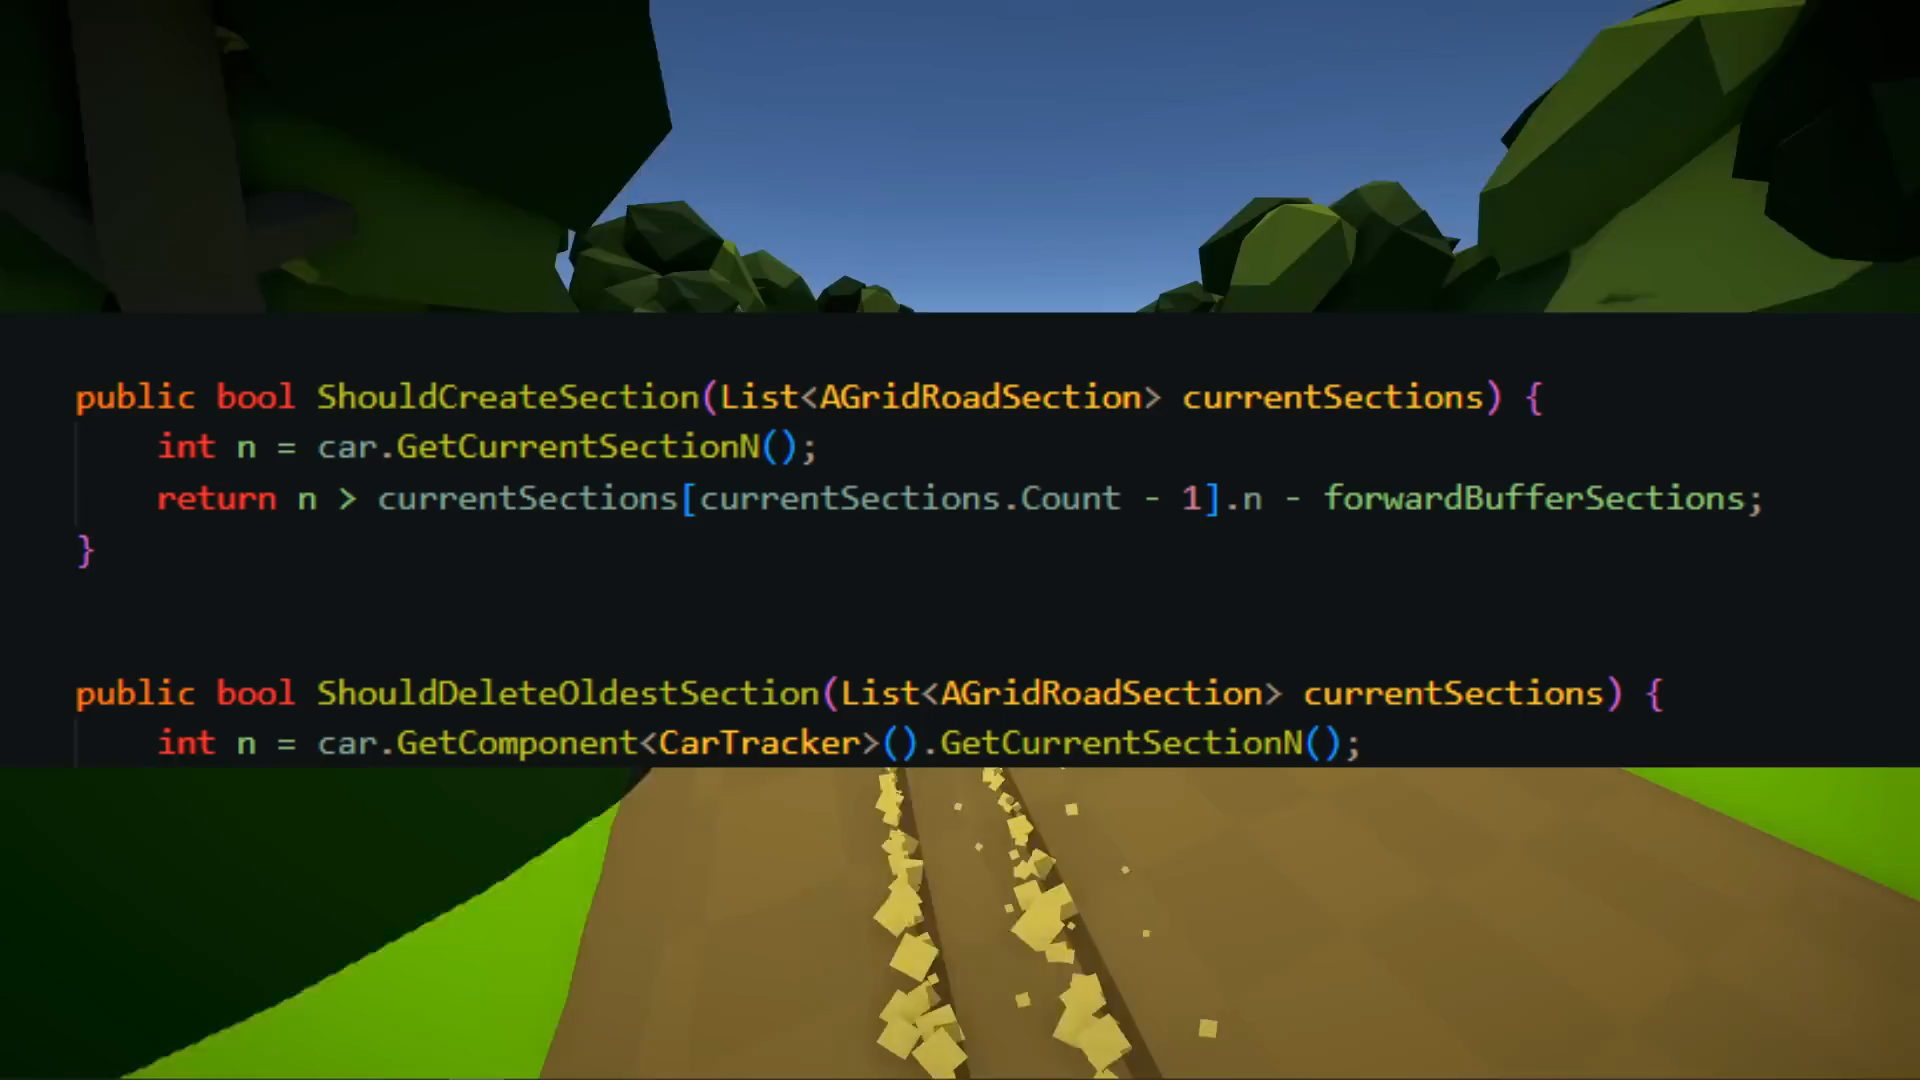 public bool ShouldCreateSection(List<AGridRoadSection> currentSections) {
int n = car.GetCurrentSectionN();
return n > currentSections[currentSections.Count - 1].n - forwardBufferSections;
}
public bool ShouldDeleteOldestSection(List<AGridRoadSection> currentSections) {
int n = car.GetComponent<CarTracker>().GetCurrentSectionN();